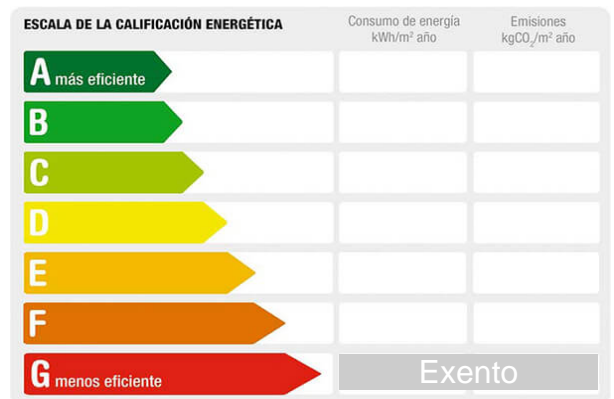 ESCALA DE LA CALIFICACIÓN ENERGÉTICA
Consumo de energía
kWh/m² año
Emisiones
kgCO₂/m² año
A más eficiente
B
C
D
E
F
G menos eficiente
Exento